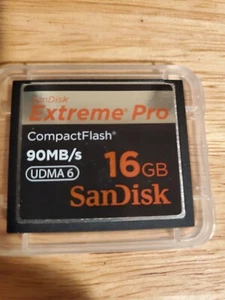 SanDisk
Extreme Pro
CompactFlash®
90MB/s
UDMA 6
16GB
SanDisk